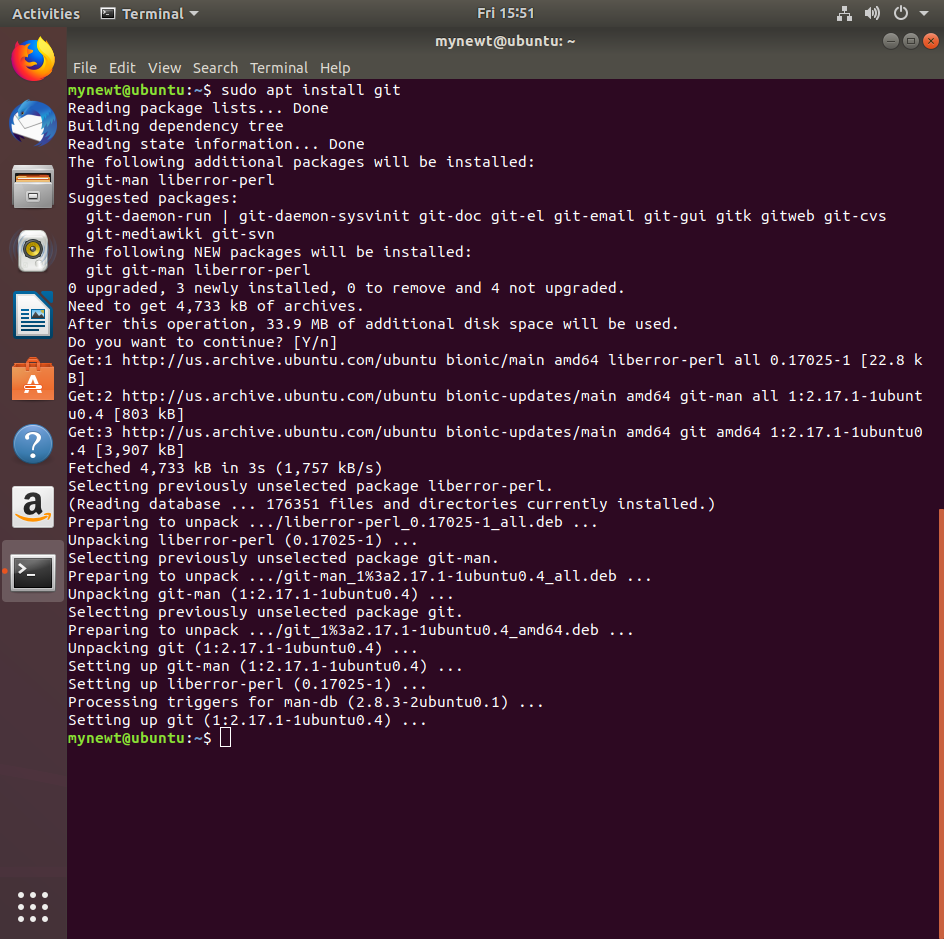 Activities Terminal Fri 15:51
mynewt@ubuntu: ~
File Edit View Search Terminal Help
mynewt@ubuntu:~$ sudo apt install git
Reading package lists... Done
Building dependency tree
Reading state information... Done
The following additional packages will be installed:
  git-man liberror-perl
Suggested packages:
  git-daemon-run | git-daemon-sysvinit git-doc git-el git-email git-gui gitk gitweb git-cvs
  git-mediawiki git-svn
The following NEW packages will be installed:
  git git-man liberror-perl
0 upgraded, 3 newly installed, 0 to remove and 4 not upgraded.
Need to get 4,733 kB of archives.
After this operation, 33.9 MB of additional disk space will be used.
Do you want to continue? [Y/n]
Get:1 http://us.archive.ubuntu.com/ubuntu bionic/main amd64 liberror-perl all 0.17025-1 [22.8 k
B]
Get:2 http://us.archive.ubuntu.com/ubuntu bionic-updates/main amd64 git-man all 1:2.17.1-1ubunt
u0.4 [803 kB]
Get:3 http://us.archive.ubuntu.com/ubuntu bionic-updates/main amd64 git amd64 1:2.17.1-1ubuntu0
.4 [3,907 kB]
Fetched 4,733 kB in 3s (1,757 kB/s)
Selecting previously unselected package liberror-perl.
(Reading database ... 176351 files and directories currently installed.)
Preparing to unpack .../liberror-perl_0.17025-1_all.deb ...
Unpacking liberror-perl (0.17025-1) ...
Selecting previously unselected package git-man.
Preparing to unpack .../git-man_1%3a2.17.1-1ubuntu0.4_all.deb ...
Unpacking git-man (1:2.17.1-1ubuntu0.4) ...
Selecting previously unselected package git.
Preparing to unpack .../git_1%3a2.17.1-1ubuntu0.4_amd64.deb ...
Unpacking git (1:2.17.1-1ubuntu0.4) ...
Setting up git-man (1:2.17.1-1ubuntu0.4) ...
Setting up liberror-perl (0.17025-1) ...
Processing triggers for man-db (2.8.3-2ubuntu0.1) ...
Setting up git (1:2.17.1-1ubuntu0.4) ...
mynewt@ubuntu:~$